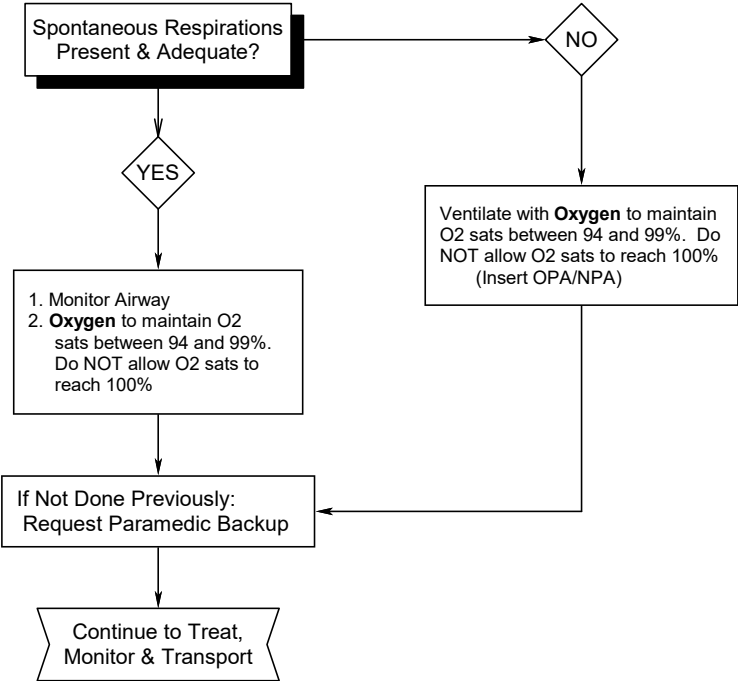 Spontaneous Respirations
Present & Adequate?
NO
YES
Ventilate with Oxygen to maintain
O2 sats between 94 and 99%. Do
NOT allow O2 sats to reach 100%
(Insert OPA/NPA)
1. Monitor Airway
2. Oxygen to maintain O2
sats between 94 and 99%.
Do NOT allow O2 sats to
reach 100%
If Not Done Previously:
Request Paramedic Backup
Continue to Treat,
Monitor & Transport